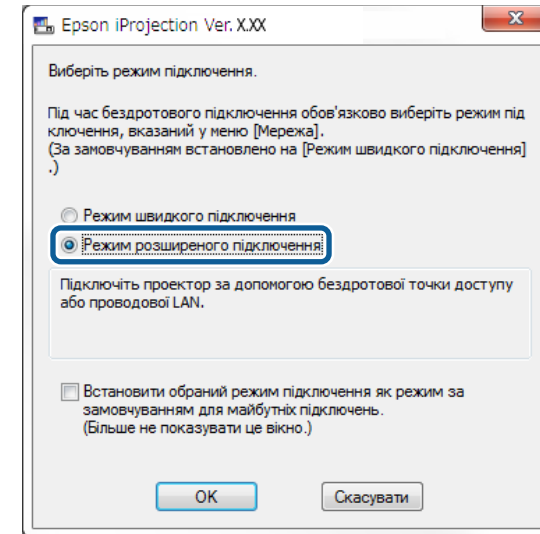 Epson iProjection Ver. X.XX
Виберіть режим підключення.
Під час бездротового підключення обов'язково виберіть режим під
ключення, вказаний у меню [Мережа].
(За замовчуванням встановлено на [Режим швидкого підключення]
.)
Режим швидкого підключення
Режим розширеного підключення
Підключіть проектор за допомогою бездротової точки доступу
або проводової LAN.
Встановити обраний режим підключення як режим за
замовчуванням для майбутніх підключень.
(Більше не показувати це вікно.)
OK
Скасувати